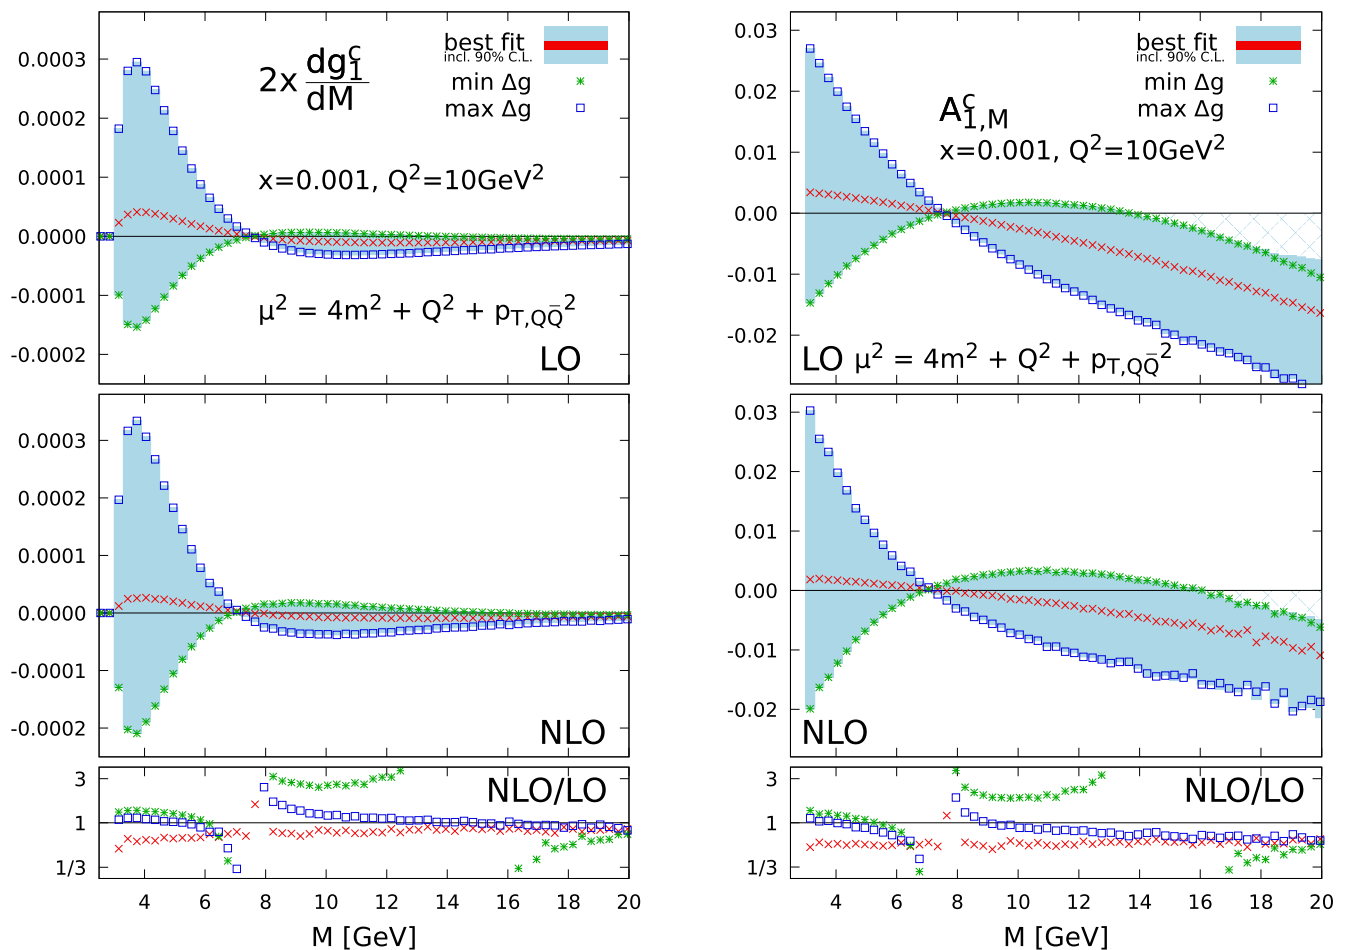 best fit
incl. 90% C.L.
min Δg
max Δg
2x dg₁ᶜ/dM
x=0.001, Q²=10GeV²
μ² = 4m² + Q² + p_T,QQ̄²
LO
0.0003
0.0002
0.0001
0.0000
-0.0001
-0.0002
NLO
0.0003
0.0002
0.0001
0.0000
-0.0001
-0.0002
NLO/LO
3
1
1/3
4 6 8 10 12 14 16 18 20
M [GeV]
best fit
incl. 90% C.L.
min Δg
max Δg
Aᶜ₁,M
x=0.001, Q²=10GeV²
LO μ² = 4m² + Q² + p_T,QQ̄²
0.03
0.02
0.01
0.00
-0.01
-0.02
NLO
0.03
0.02
0.01
0.00
-0.01
-0.02
NLO/LO
3
1
1/3
4 6 8 10 12 14 16 18 20
M [GeV]